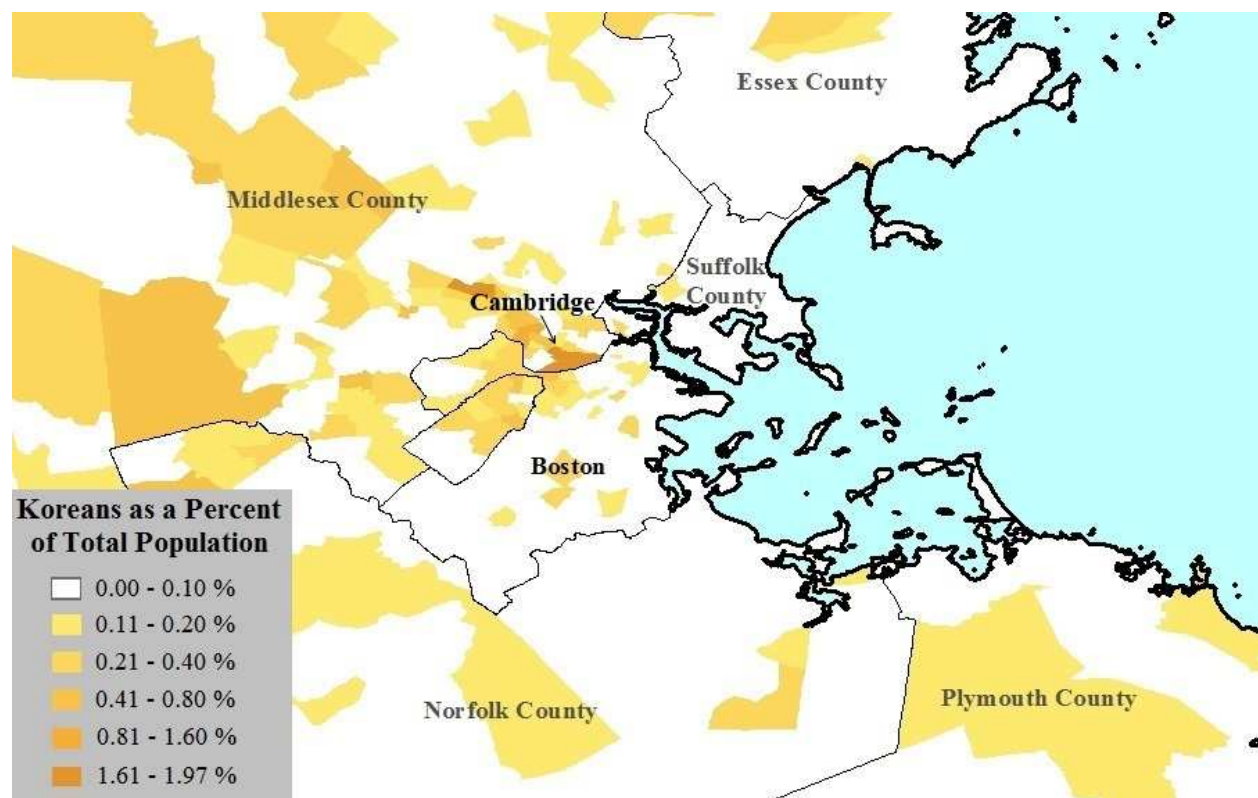 Essex County
Middlesex County
Suffolk
County
Cambridge
Boston
Koreans as a Percent
of Total Population
0.00 - 0.10 %
0.11 - 0.20 %
0.21 - 0.40 %
0.41 - 0.80 %
0.81 - 1.60 %
1.61 - 1.97 %
Norfolk County
Plymouth County